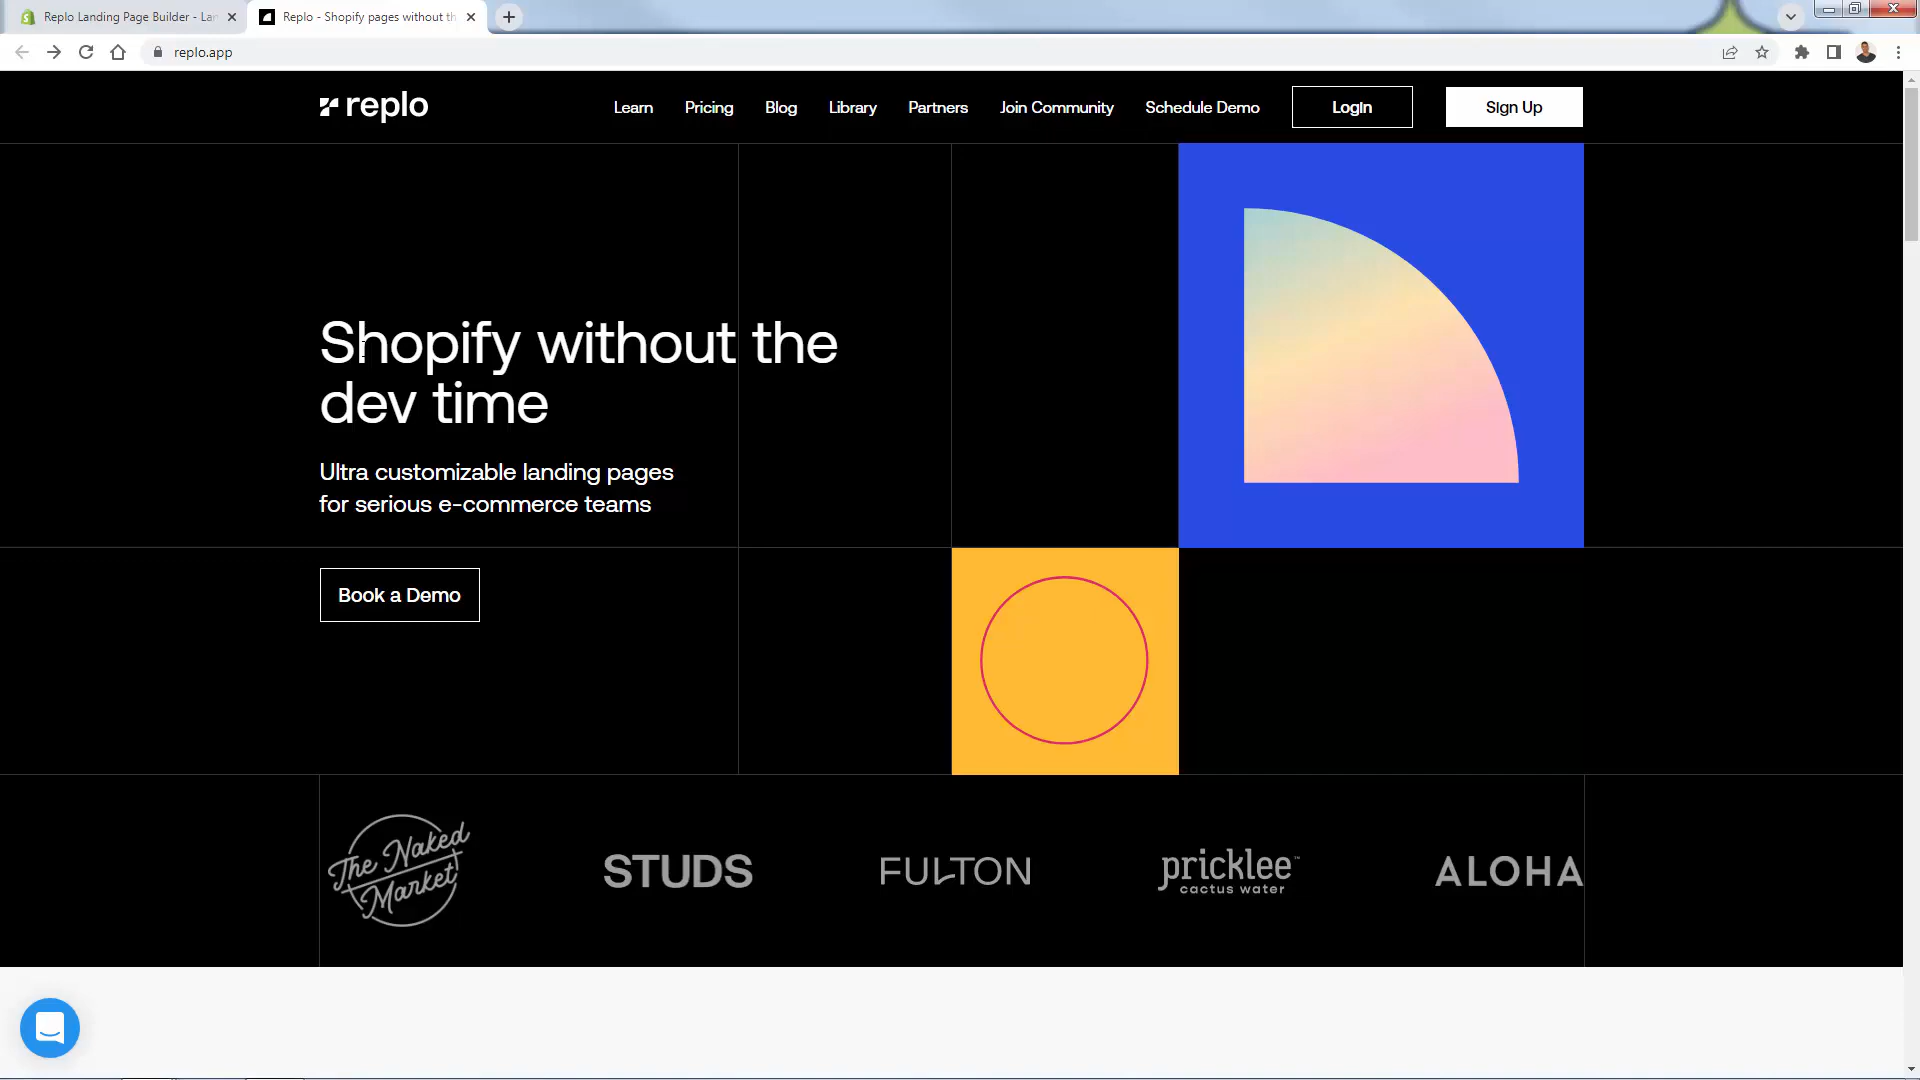 Replo Landing Page Builder - Lan
Replo - Shopify pages without th
replo.app
replo
Learn
Pricing
Blog
Library
Partners
Join Community
Schedule Demo
Login
Sign Up
Shopify without the
dev time
Ultra customizable landing pages
for serious e-commerce teams
Book a Demo
The Naked
Market
STUDS
FULTON
pricklee™
cactus water
ALOHA